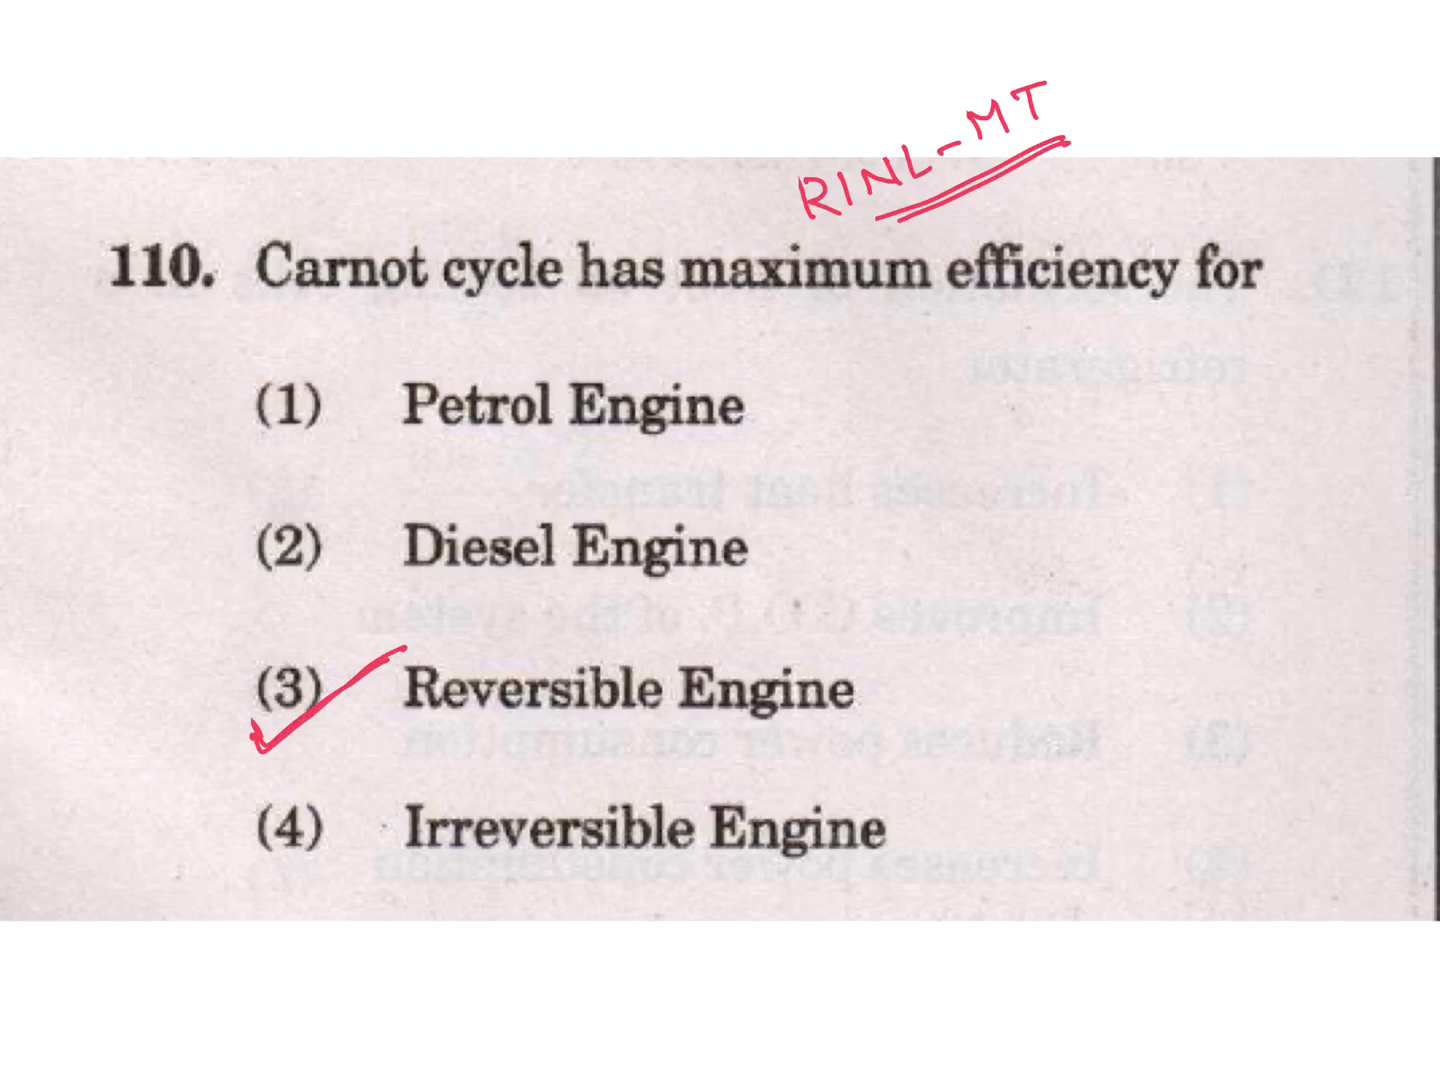 RINL-MT
110. Carnot cycle has maximum efficiency for
(1) Petrol Engine
(2) Diesel Engine
(3) Reversible Engine
(4) Irreversible Engine